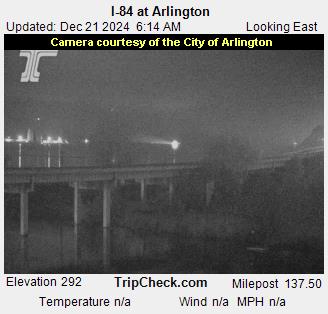 I-84 at Arlington
Updated: Dec 21 2024 6:14 AM Looking East
Camera courtesy of the City of Arlington
Elevation 292 TripCheck.com Milepost 137.50
Temperature n/a Wind n/a MPH n/a